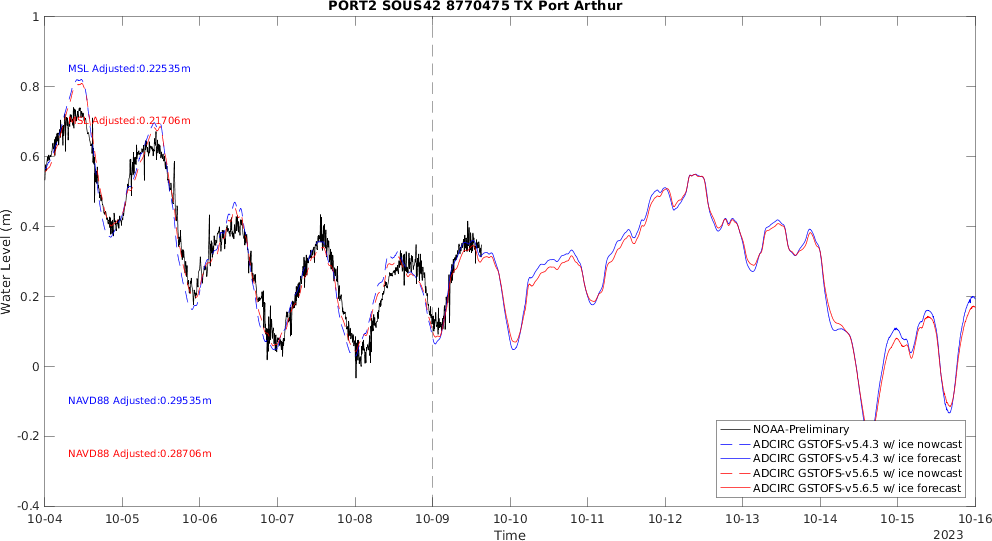 PORT2 SOUS42 8770475 TX Port Arthur
1
0.8
0.6
0.4
0.2
0
-0.2
-0.4
Water Level (m)
MSL Adjusted:0.22535m
MSL Adjusted:0.21706m
NAVD88 Adjusted:0.29535m
NAVD88 Adjusted:0.28706m
NOAA-Preliminary
ADCIRC GSTOFS-v5.4.3 w/ ice nowcast
ADCIRC GSTOFS-v5.4.3 w/ ice forecast
ADCIRC GSTOFS-v5.6.5 w/ ice nowcast
ADCIRC GSTOFS-v5.6.5 w/ ice forecast
10-04 10-05 10-06 10-07 10-08 10-09 10-10 10-11 10-12 10-13 10-14 10-15 10-16
Time
2023